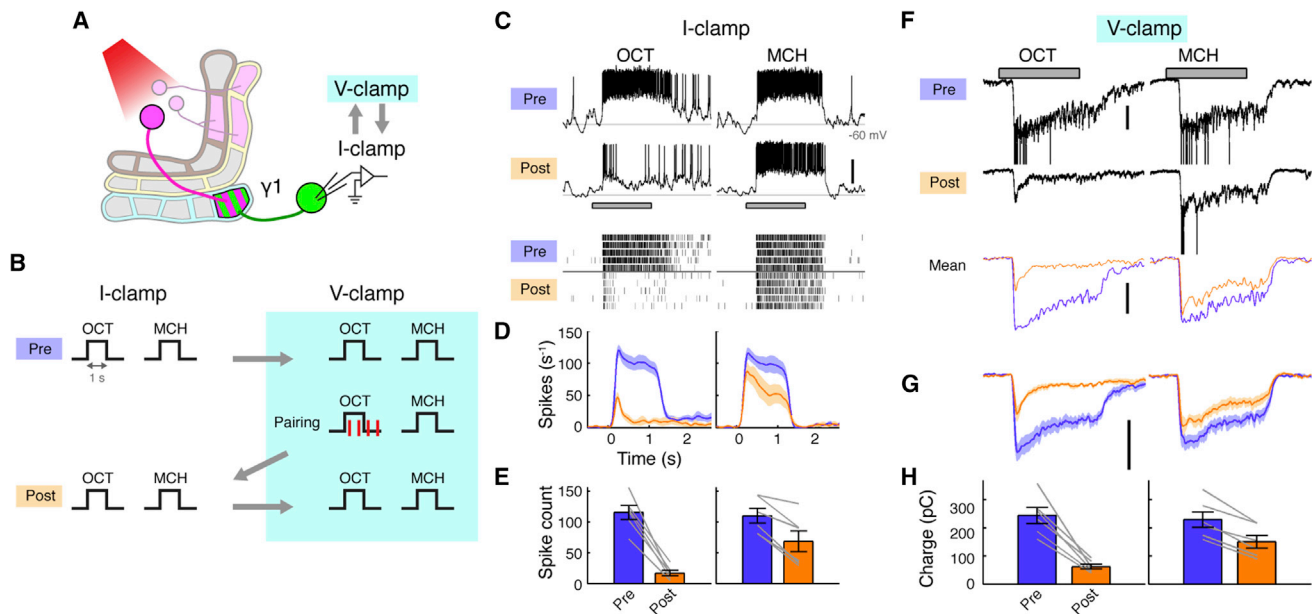 A
V-clamp
I-clamp
γ1
B
I-clamp
V-clamp
OCT
MCH
OCT
MCH
Pre
1 s
OCT
Pairing
OCT
MCH
OCT
MCH
Post
C
I-clamp
OCT
MCH
Pre
-60 mV
Post
Pre
Post
D
Spikes (s⁻¹)
150
100
50
0
0
1
2
0
1
2
Time (s)
E
Spike count
150
100
50
0
Pre
Post
F
V-clamp
OCT
MCH
Pre
Post
Mean
G
H
Charge (pC)
300
200
100
0
Pre
Post